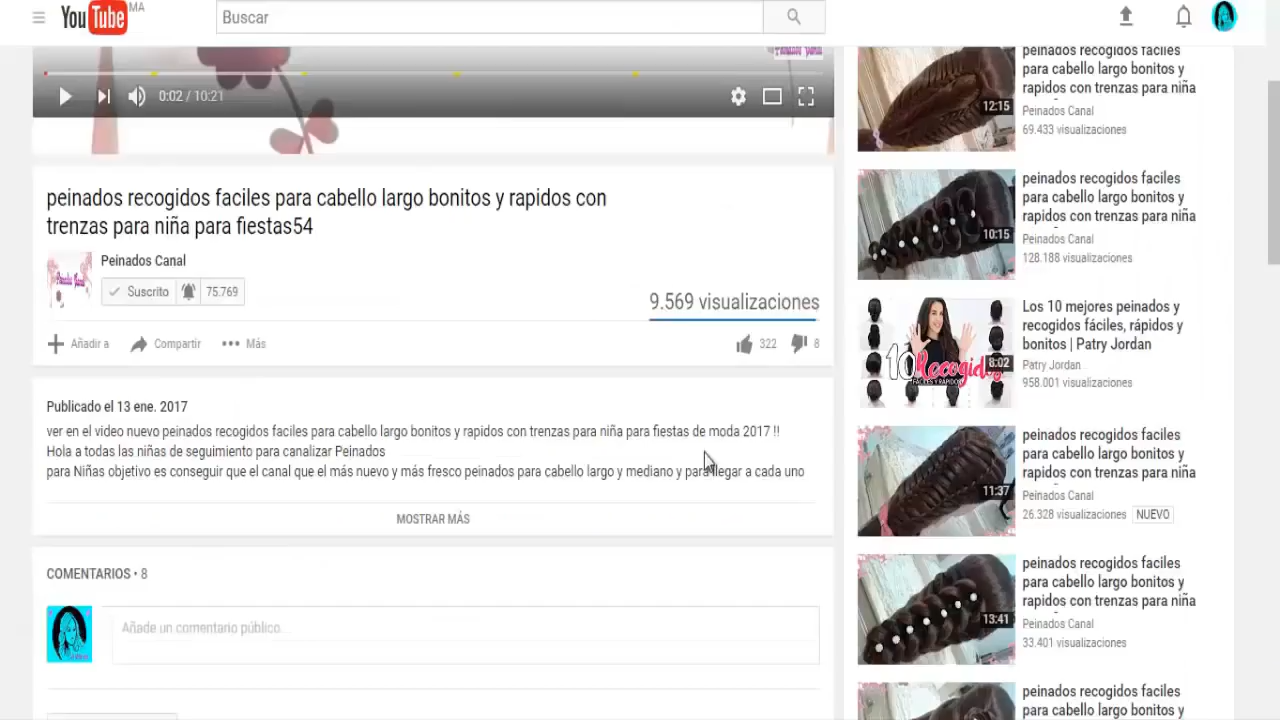 YouTube MA
Buscar
0:02 / 10:21
peinados recogidos faciles para cabello largo bonitos y rapidos con
trenzas para niña para fiestas54
Peinados Canal
Suscrito 75.769
9.569 visualizaciones
Añadir a Compartir Más 322 8
Publicado el 13 ene. 2017
ver en el video nuevo peinados recogidos faciles para cabello largo bonitos y rapidos con trenzas para niña para fiestas de moda 2017 !!
Hola a todas las niñas de seguimiento para canalizar Peinados
para Niñas objetivo es conseguir que el canal que el más nuevo y más fresco peinados para cabello largo y mediano y para llegar a cada uno
MOSTRAR MÁS
COMENTARIOS • 8
Añade un comentario público...
peinados recogidos faciles
para cabello largo bonitos y
rapidos con trenzas para niña
12:15
Peinados Canal
69.433 visualizaciones
peinados recogidos faciles
para cabello largo bonitos y
rapidos con trenzas para niña
10:15
Peinados Canal
128.188 visualizaciones
Los 10 mejores peinados y
recogidos fáciles, rápidos y
bonitos | Patry Jordan
10 Recogidos
FÁCILES Y RÁPIDOS
8:02
Patry Jordan
958.001 visualizaciones
peinados recogidos faciles
para cabello largo bonitos y
rapidos con trenzas para niña
11:37
Peinados Canal
26.328 visualizaciones NUEVO
peinados recogidos faciles
para cabello largo bonitos y
rapidos con trenzas para niña
13:41
Peinados Canal
33.401 visualizaciones
peinados recogidos faciles
para cabello largo bonitos y